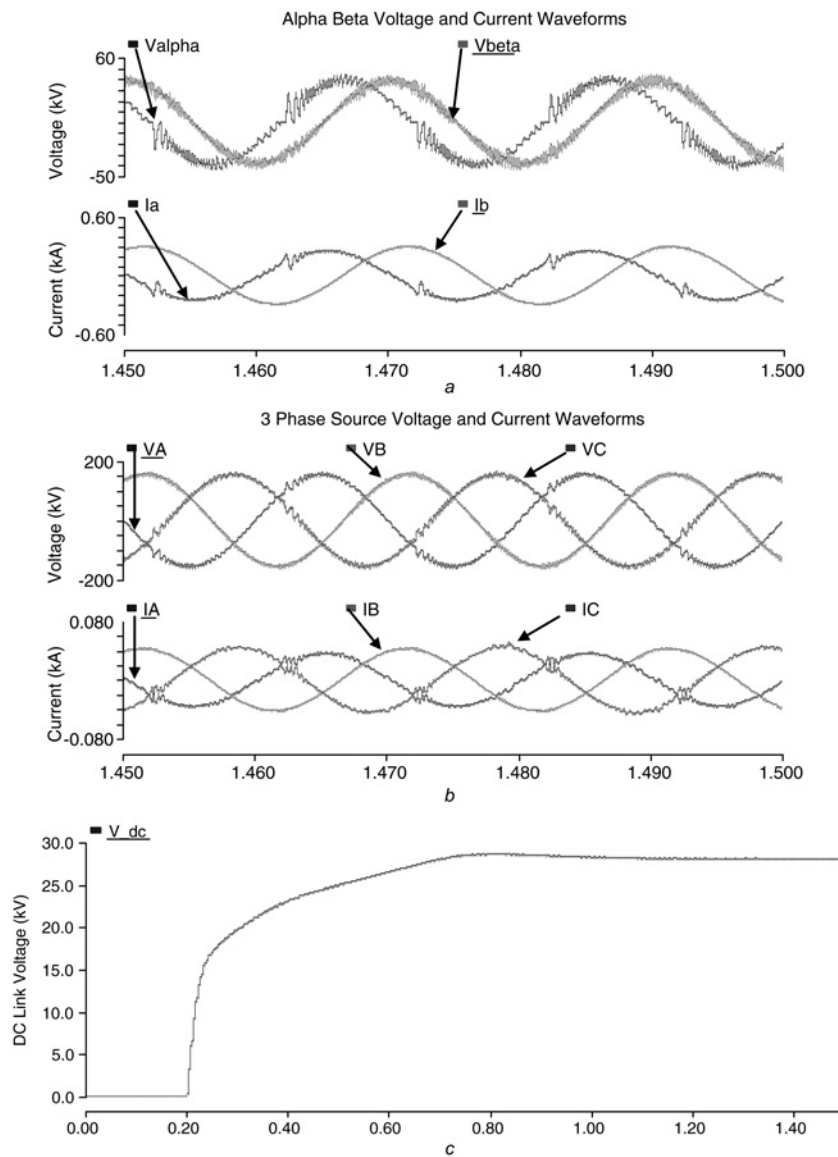 Alpha Beta Voltage and Current Waveforms
Valpha Vbeta
60
Voltage (kV)
-50
Ia Ib
0.60
Current (kA)
-0.60
1.450 1.460 1.470 1.480 1.490 1.500
a
3 Phase Source Voltage and Current Waveforms
VA VB VC
200
Voltage (kV)
-200
IA IB IC
0.080
Current (kA)
-0.080
1.450 1.460 1.470 1.480 1.490 1.500
b
V_dc
30.0
25.0
20.0
DC Link Voltage (kV)
15.0
10.0
5.0
0.0
0.00 0.20 0.40 0.60 0.80 1.00 1.20 1.40
c